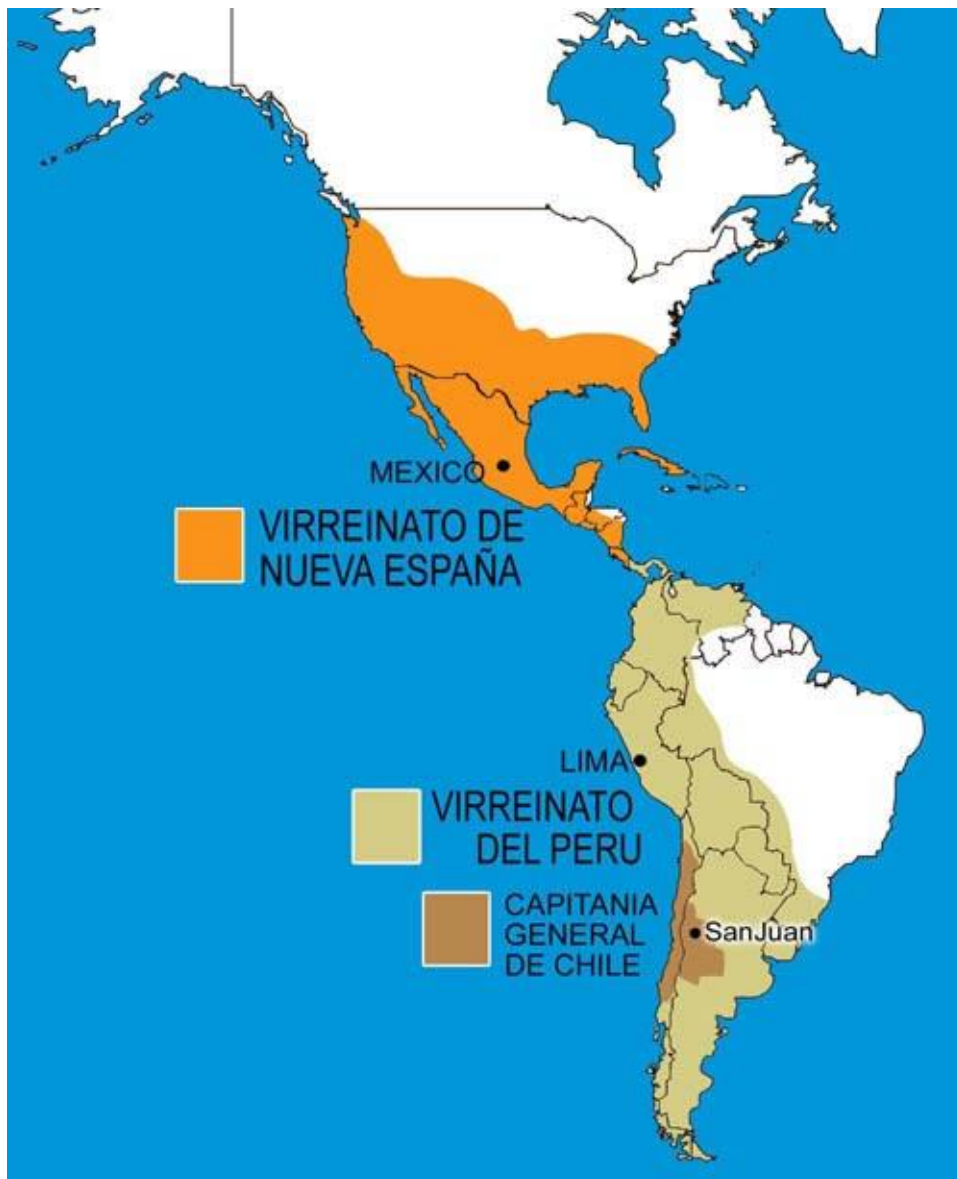 MEXICO
VIRREINATO DE
NUEVA ESPAÑA
LIMA
VIRREINATO
DEL PERU
CAPITANIA
GENERAL
DE CHILE
SanJuan